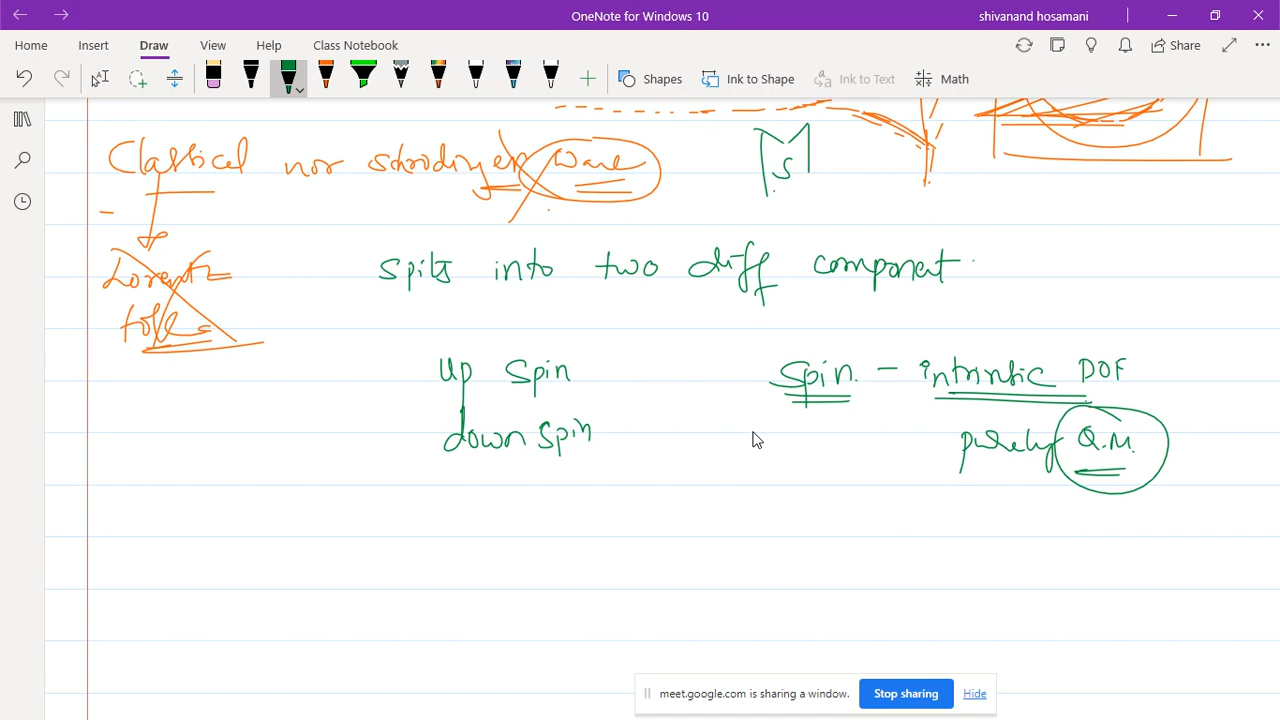 OneNote for Windows 10
shivanand hosamani
Home Insert Draw View Help Class Notebook
Share
Shapes Ink to Shape Ink to Text Math
Classical nor schrodinger wave
S
Lorentz
spits into two diff component
up spin
spin - intrinsic DOF
down spin
purely Q.M.
meet.google.com is sharing a window. Stop sharing Hide